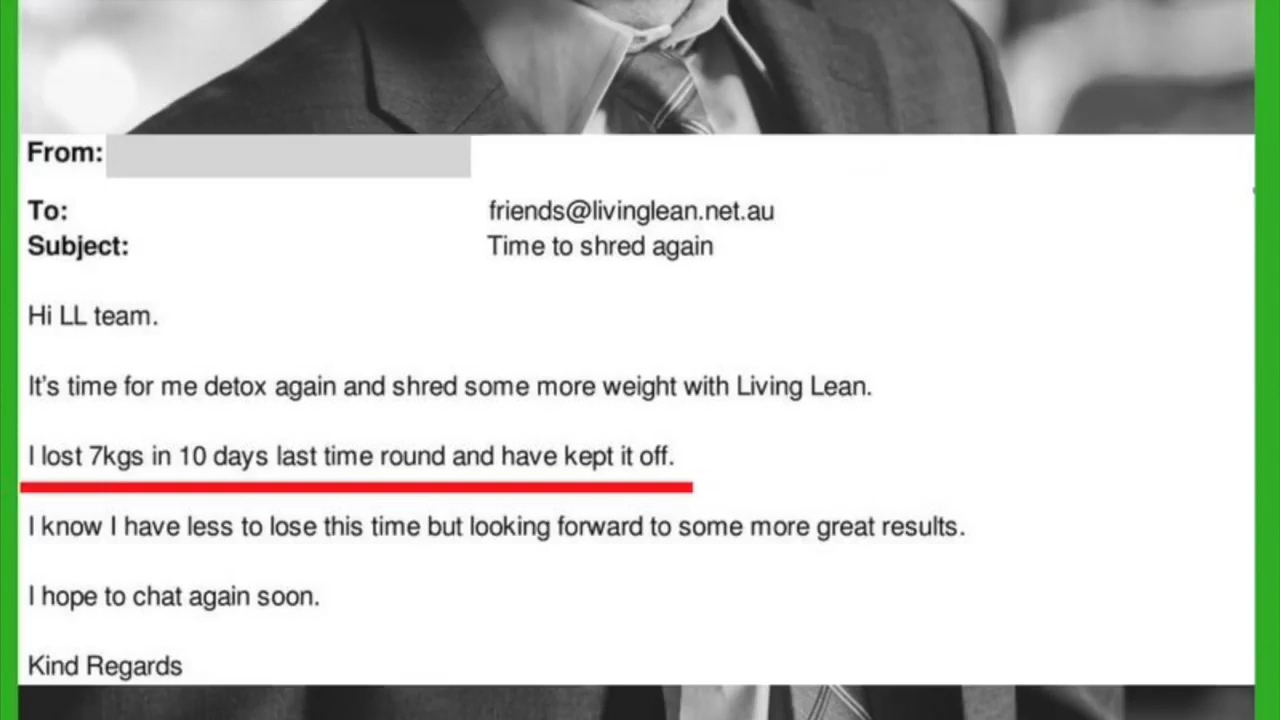 From:
To: friends@livinglean.net.au
Subject: Time to shred again
Hi LL team.
It's time for me detox again and shred some more weight with Living Lean.
I lost 7kgs in 10 days last time round and have kept it off.
I know I have less to lose this time but looking forward to some more great results.
I hope to chat again soon.
Kind Regards